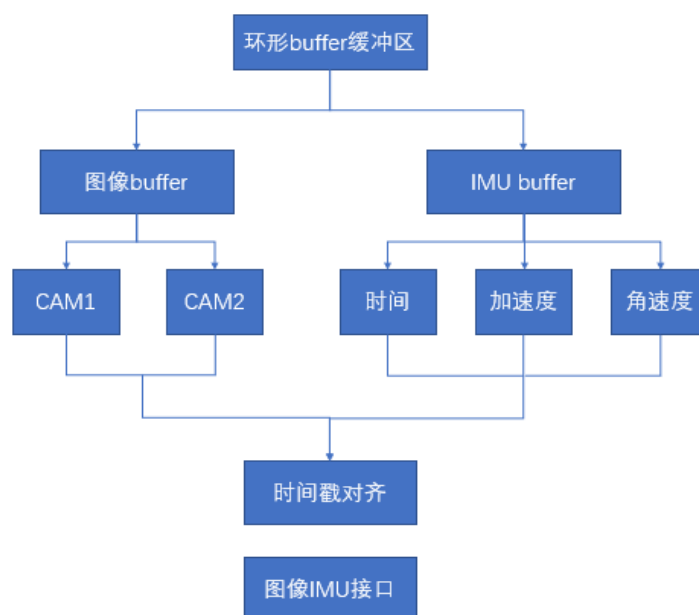 环形buffer缓冲区
图像buffer
IMU buffer
CAM1
CAM2
时间
加速度
角速度
时间戳对齐
图像IMU接口